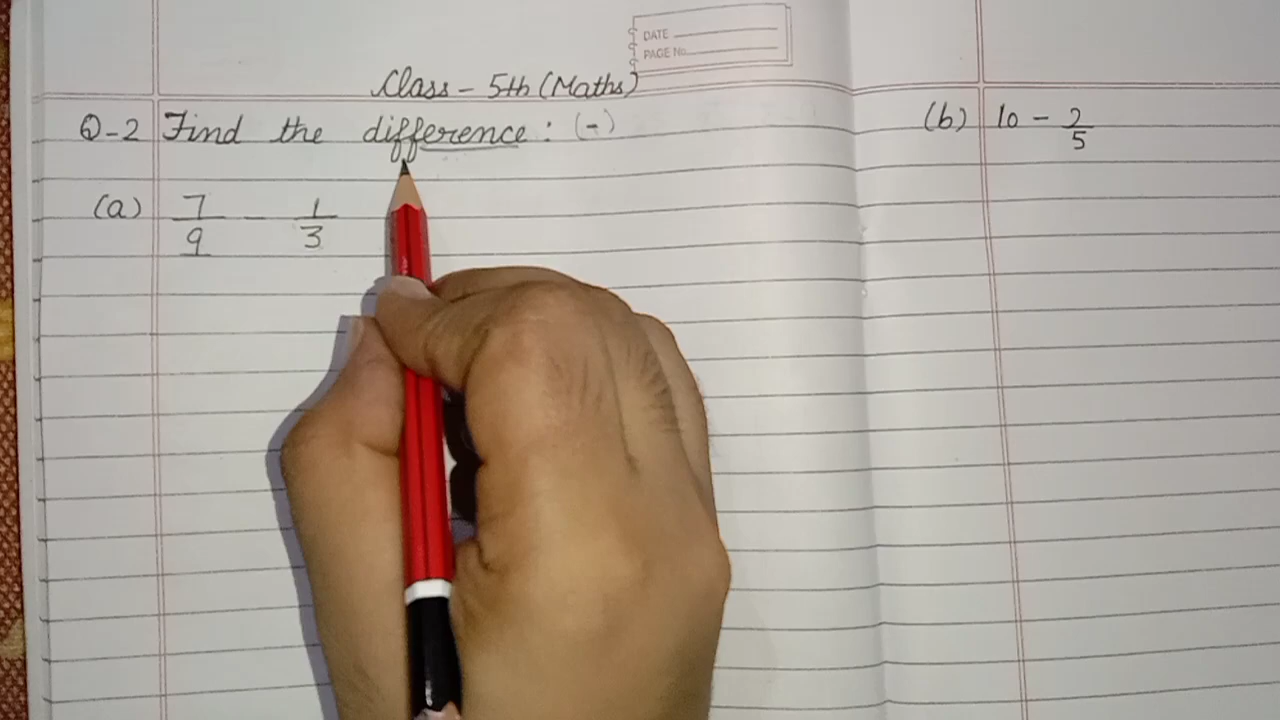 DATE
PAGE No.
Class - 5th (Maths)
Q-2 Find the difference : (-)
(a) 7/9 - 1/3
(b) 10 - 2/5